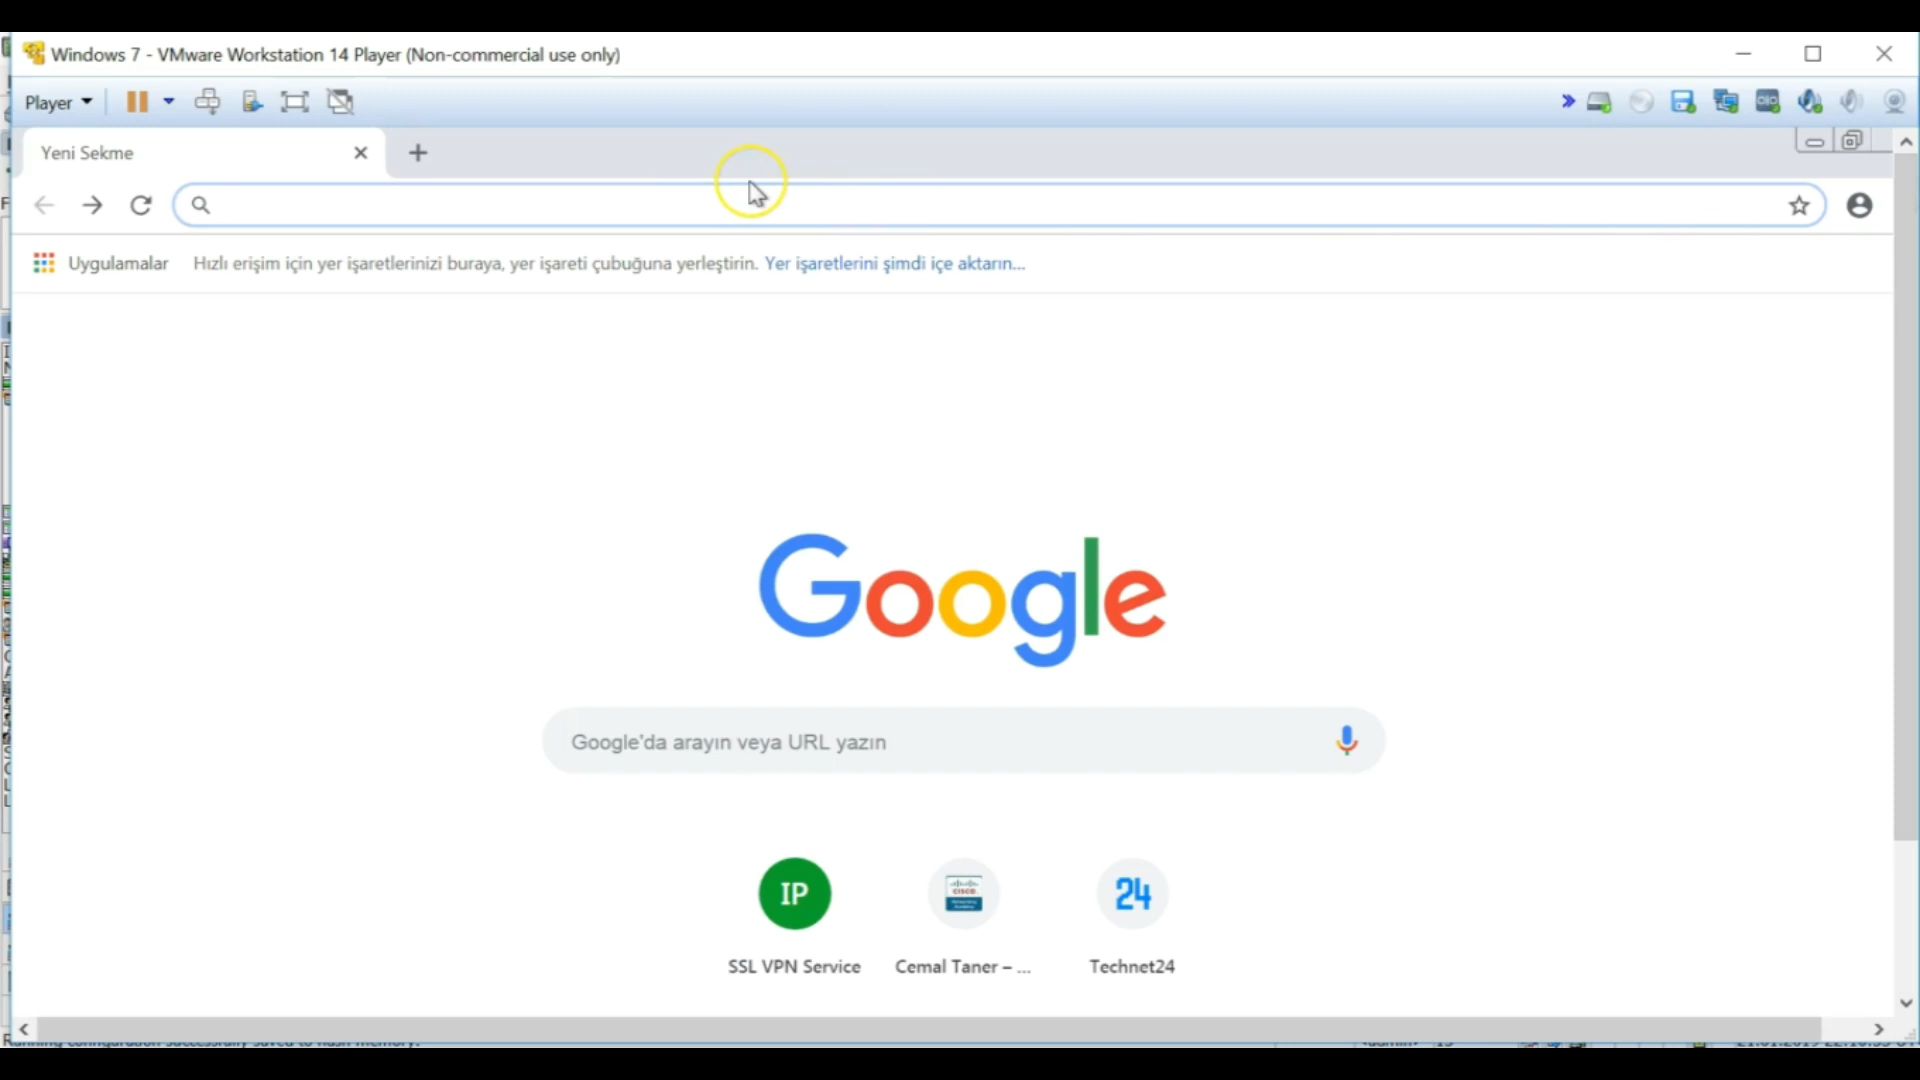 Windows 7 - VMware Workstation 14 Player (Non-commercial use only)
Player
Yeni Sekme
Uygulamalar Hızlı erişim için yer işaretlerinizi buraya, yer işareti çubuğuna yerleştirin. Yer işaretlerini şimdi içe aktarın...
Google
Google'da arayın veya URL yazın
IP
CISCO
24
SSL VPN Service
Cemal Taner – ...
Technet24